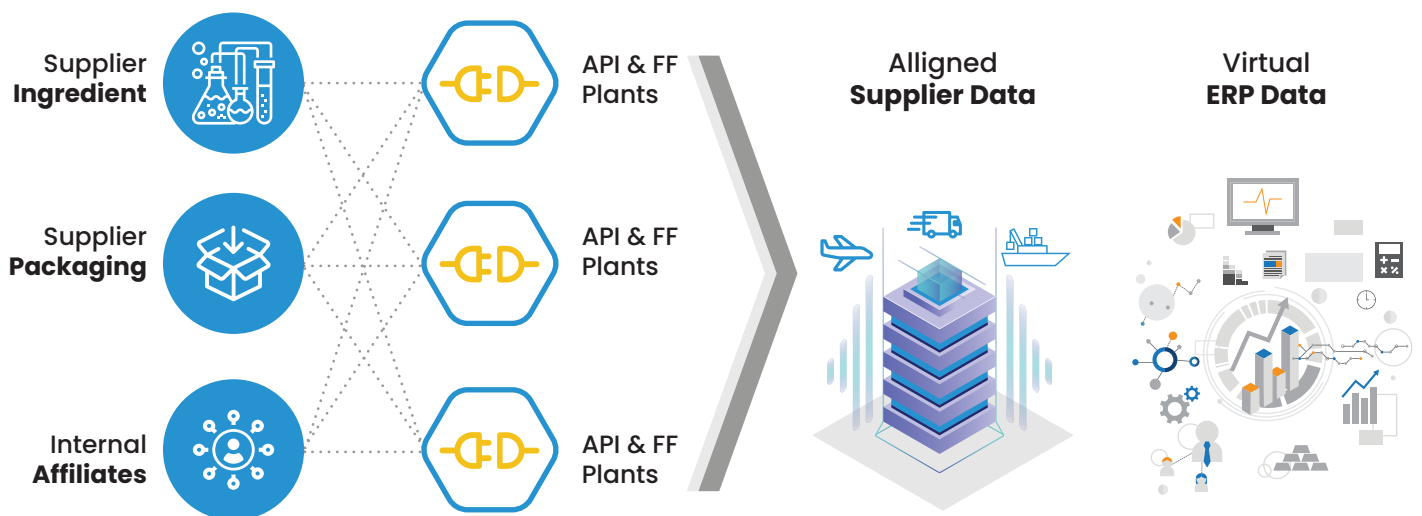 Supplier
Ingredient
API & FF
Plants
Supplier
Packaging
API & FF
Plants
Internal
Affiliates
API & FF
Plants
Alligned
Supplier Data
Virtual
ERP Data